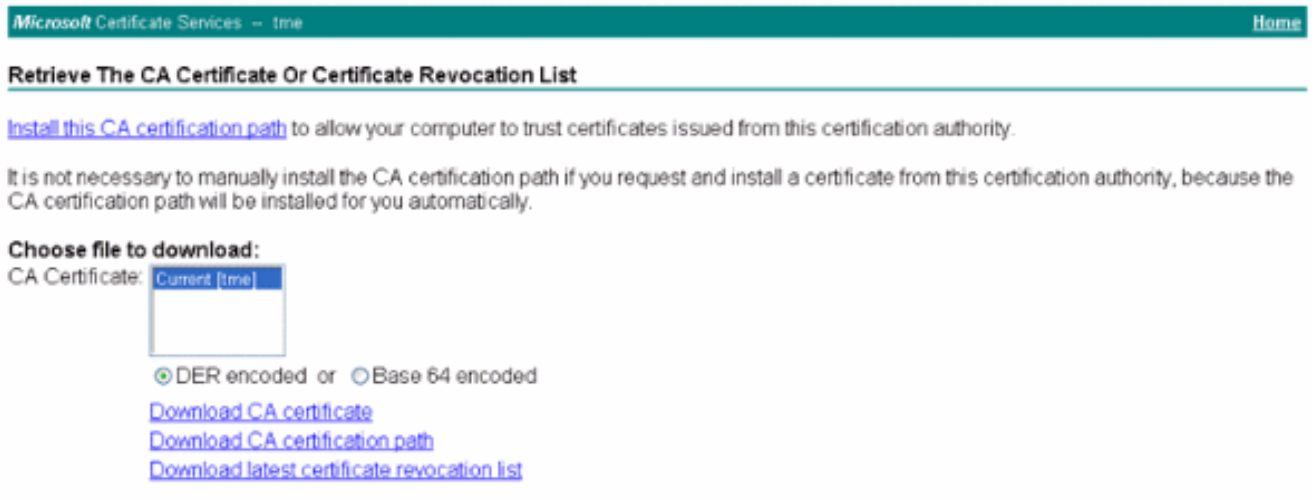 Microsoft Certificate Services -- tme Home
Retrieve The CA Certificate Or Certificate Revocation List
Install this CA certification path to allow your computer to trust certificates issued from this certification authority.
It is not necessary to manually install the CA certification path if you request and install a certificate from this certification authority, because the
CA certification path will be installed for you automatically.
Choose file to download:
CA Certificate: Current [tme]
DER encoded or Base 64 encoded
Download CA certificate
Download CA certification path
Download latest certificate revocation list